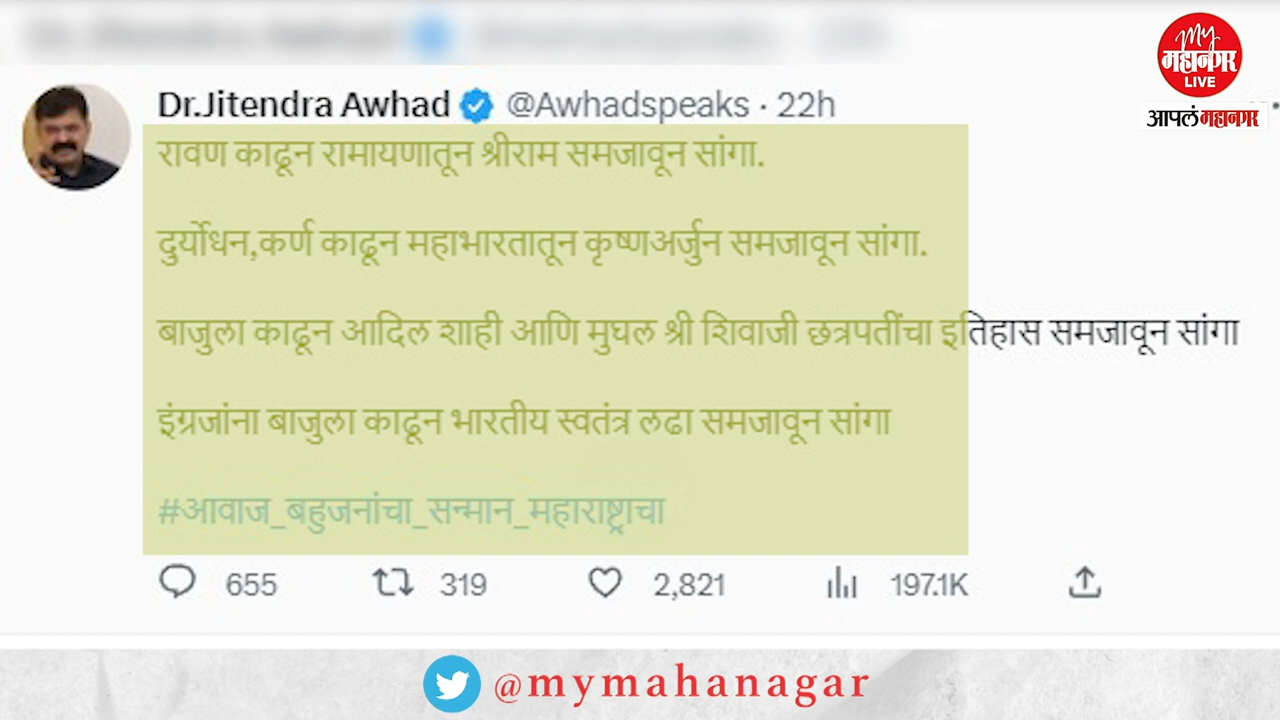 My
महानगर
LIVE
आपलं महानगर
Dr.Jitendra Awhad @Awhadspeaks · 22h
रावण काढून रामायणातून श्रीराम समजावून सांगा.
दुर्योधन,कर्ण काढून महाभारतातून कृष्णअर्जुन समजावून सांगा.
बाजुला काढून आदिल शाही आणि मुघल श्री शिवाजी छत्रपतींचा इतिहास समजावून सांगा
इंग्रजांना बाजुला काढून भारतीय स्वतंत्र लढा समजावून सांगा
#आवाज_बहुजनांचा_सन्मान_महाराष्ट्राचा
655 319 2,821 197.1K
@mymahanagar